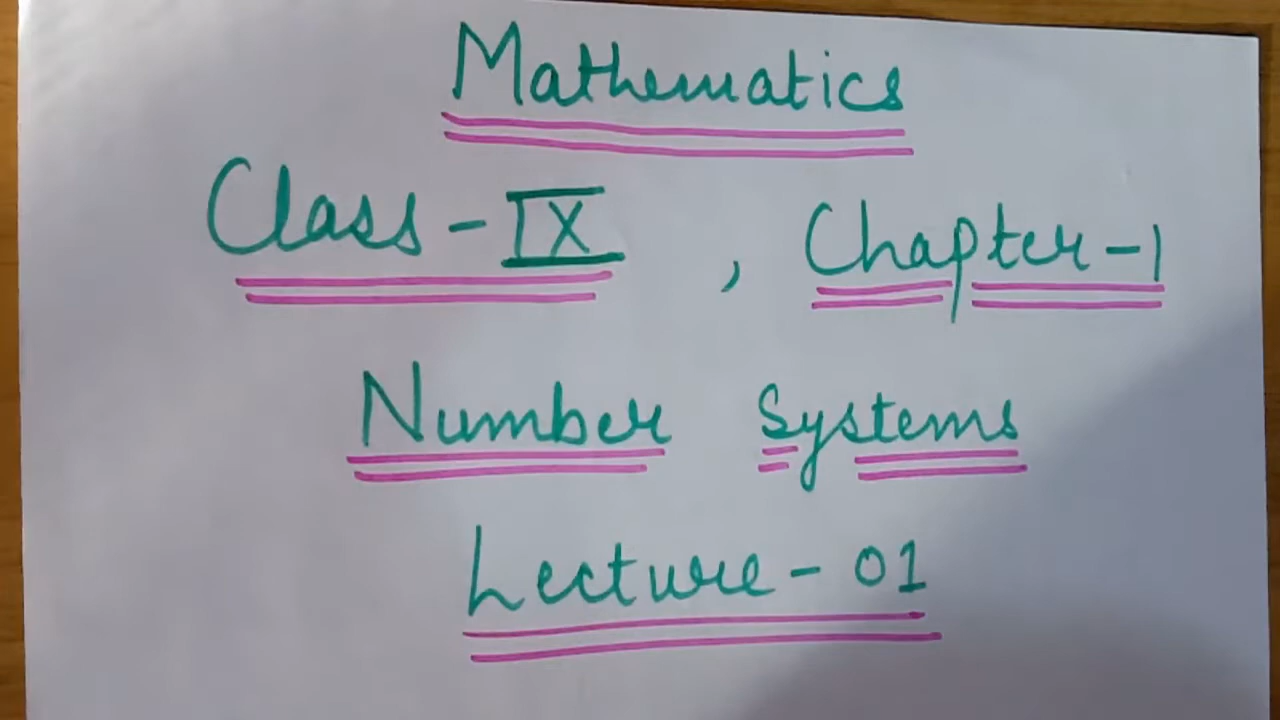 Mathematics
Class-IX, Chapter-1
Number Systems
Lecture-01